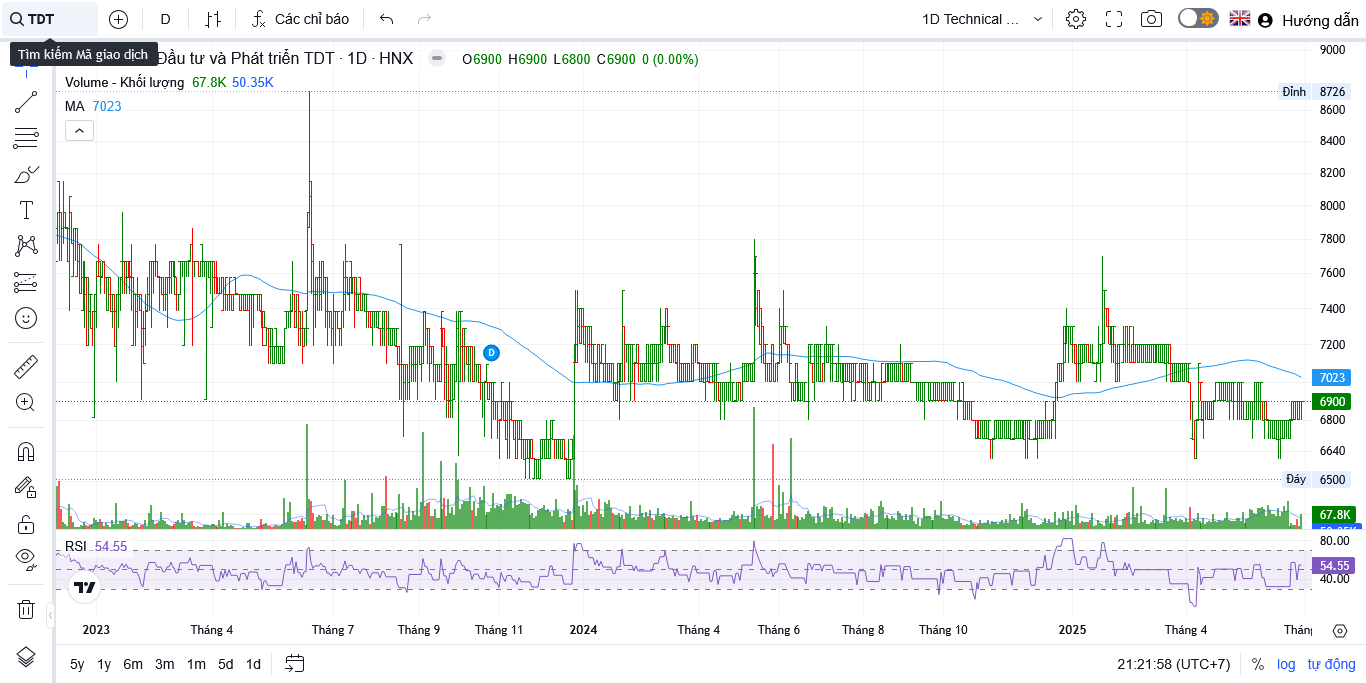 TDT D Các chỉ báo 1D Technical ... Hướng dẫn
Tìm kiếm Mã giao dịch
Đầu tư và Phát triển TDT · 1D · HNX O6900 H6900 L6800 C6900 0 (0.00%)
Volume - Khối lượng 67.8K 50.35K
MA 7023
9000
Đỉnh 8726
8600
8400
8200
8000
7800
7600
7400
7200
7023
6900
6800
6640
Đáy 6500
67.8K
D
RSI 54.55
80.00
54.55
40.00
2023 Tháng 4 Tháng 7 Tháng 9 Tháng 11 2024 Tháng 4 Tháng 6 Tháng 8 Tháng 10 2025 Tháng 4
5y 1y 6m 3m 1m 5d 1d 21:21:58 (UTC+7) % log tự động